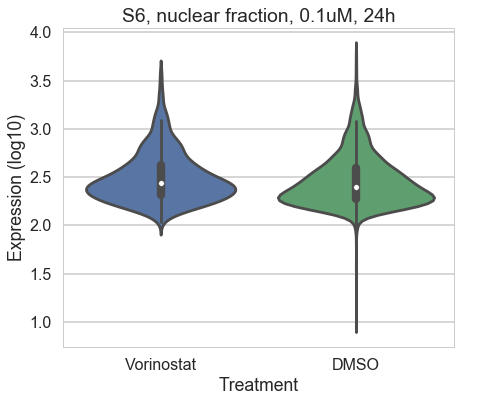 S6, nuclear fraction, 0.1uM, 24h
Expression (log10)
4.0
3.5
3.0
2.5
2.0
1.5
1.0
Vorinostat
DMSO
Treatment